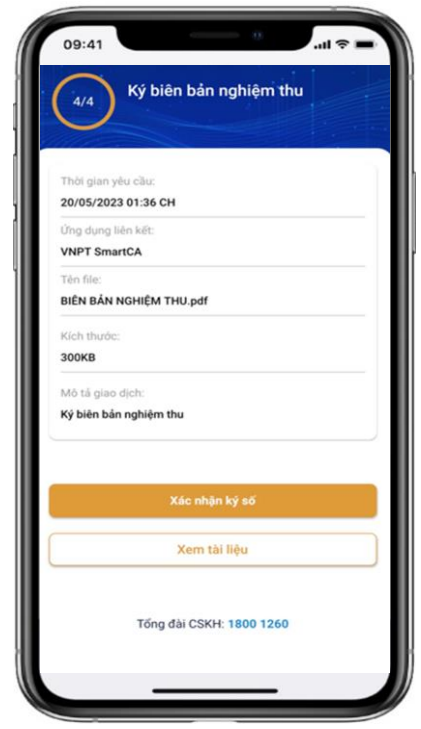 09:41
4/4
Ký biên bản nghiệm thu
Thời gian yêu cầu:
20/05/2023 01:36 CH
Ứng dụng liên kết:
VNPT SmartCA
Tên file:
BIÊN BẢN NGHIỆM THU.pdf
Kích thước:
300KB
Mô tả giao dịch:
Ký biên bản nghiệm thu
Xác nhận ký số
Xem tài liệu
Tổng đài CSKH: 1800 1260